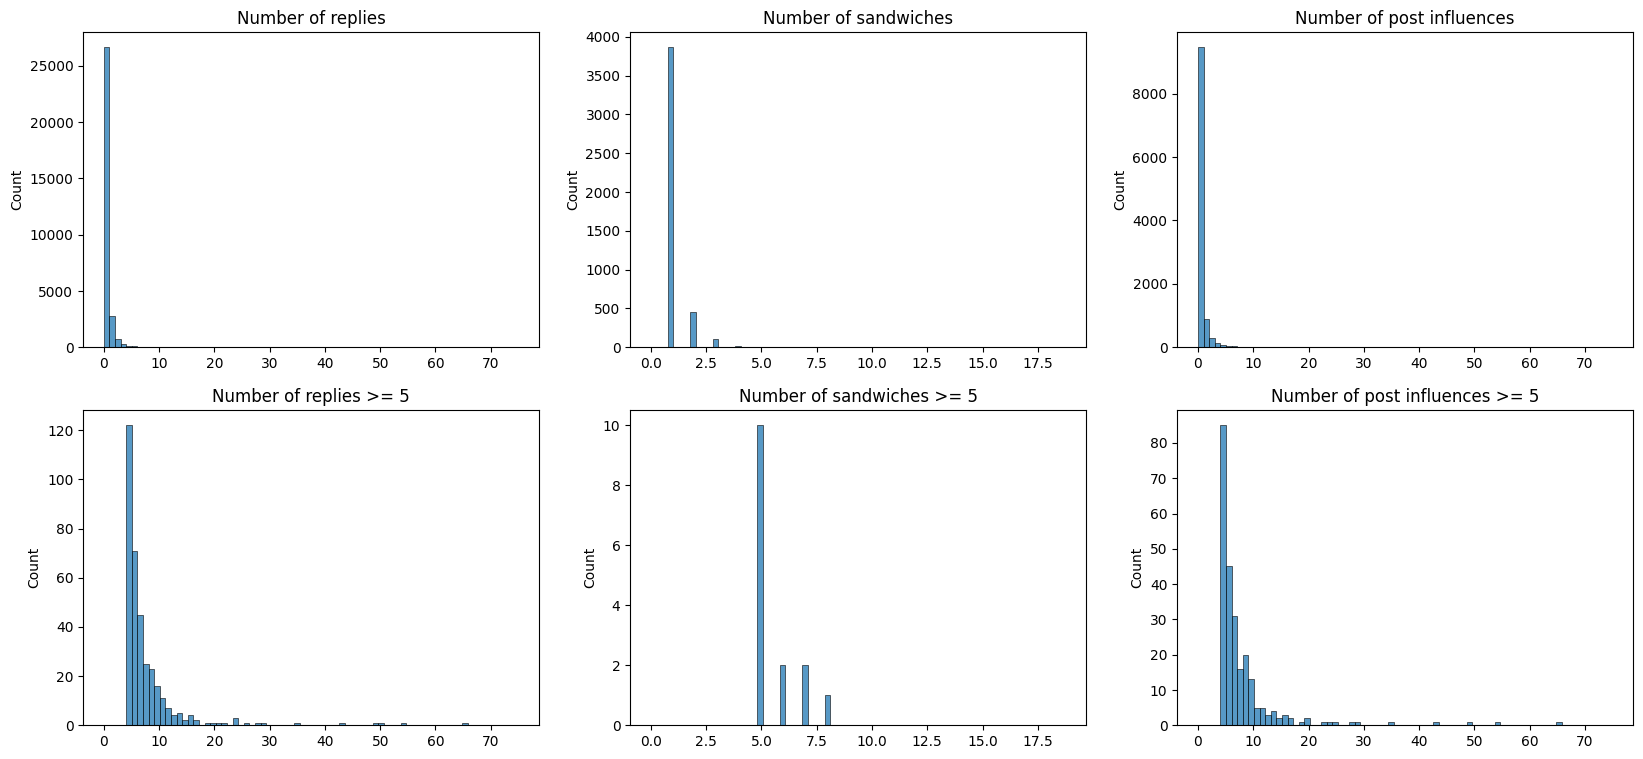 Number of replies
Number of sandwiches
Number of post influences
Count
25000
20000
15000
10000
5000
0
0 10 20 30 40 50 60 70
Count
4000
3500
3000
2500
2000
1500
1000
500
0
0.0 2.5 5.0 7.5 10.0 12.5 15.0 17.5
Count
8000
6000
4000
2000
0
0 10 20 30 40 50 60 70
Number of replies >= 5
Number of sandwiches >= 5
Number of post influences >= 5
Count
120
100
80
60
40
20
0
0 10 20 30 40 50 60 70
Count
10
8
6
4
2
0
0.0 2.5 5.0 7.5 10.0 12.5 15.0 17.5
Count
80
70
60
50
40
30
20
10
0
0 10 20 30 40 50 60 70